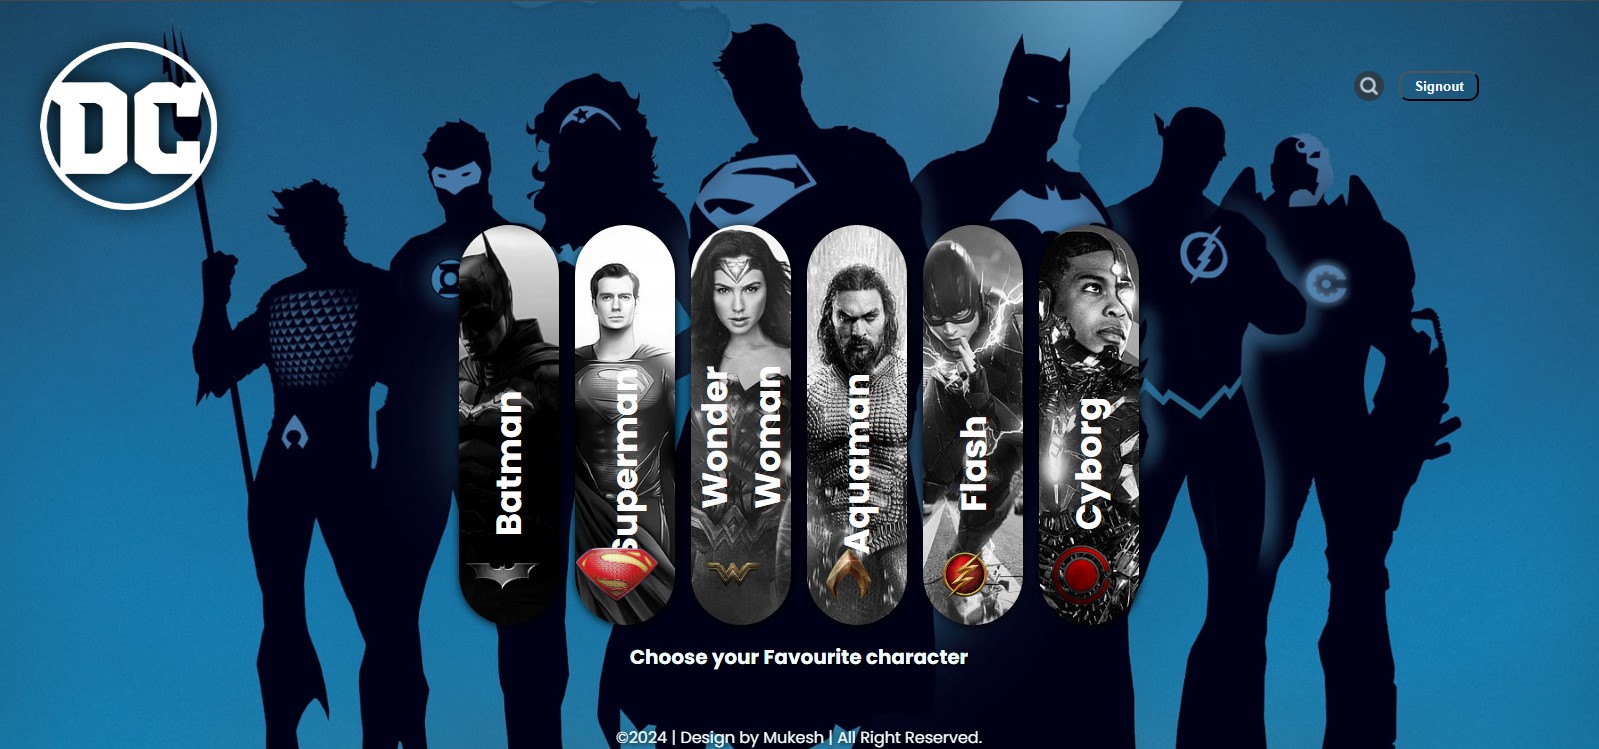 DC
Signout
Batman
Superman
Wonder
Woman
Aquaman
Flash
Cyborg
Choose your Favourite character
©2024 | Design by Mukesh | All Right Reserved.